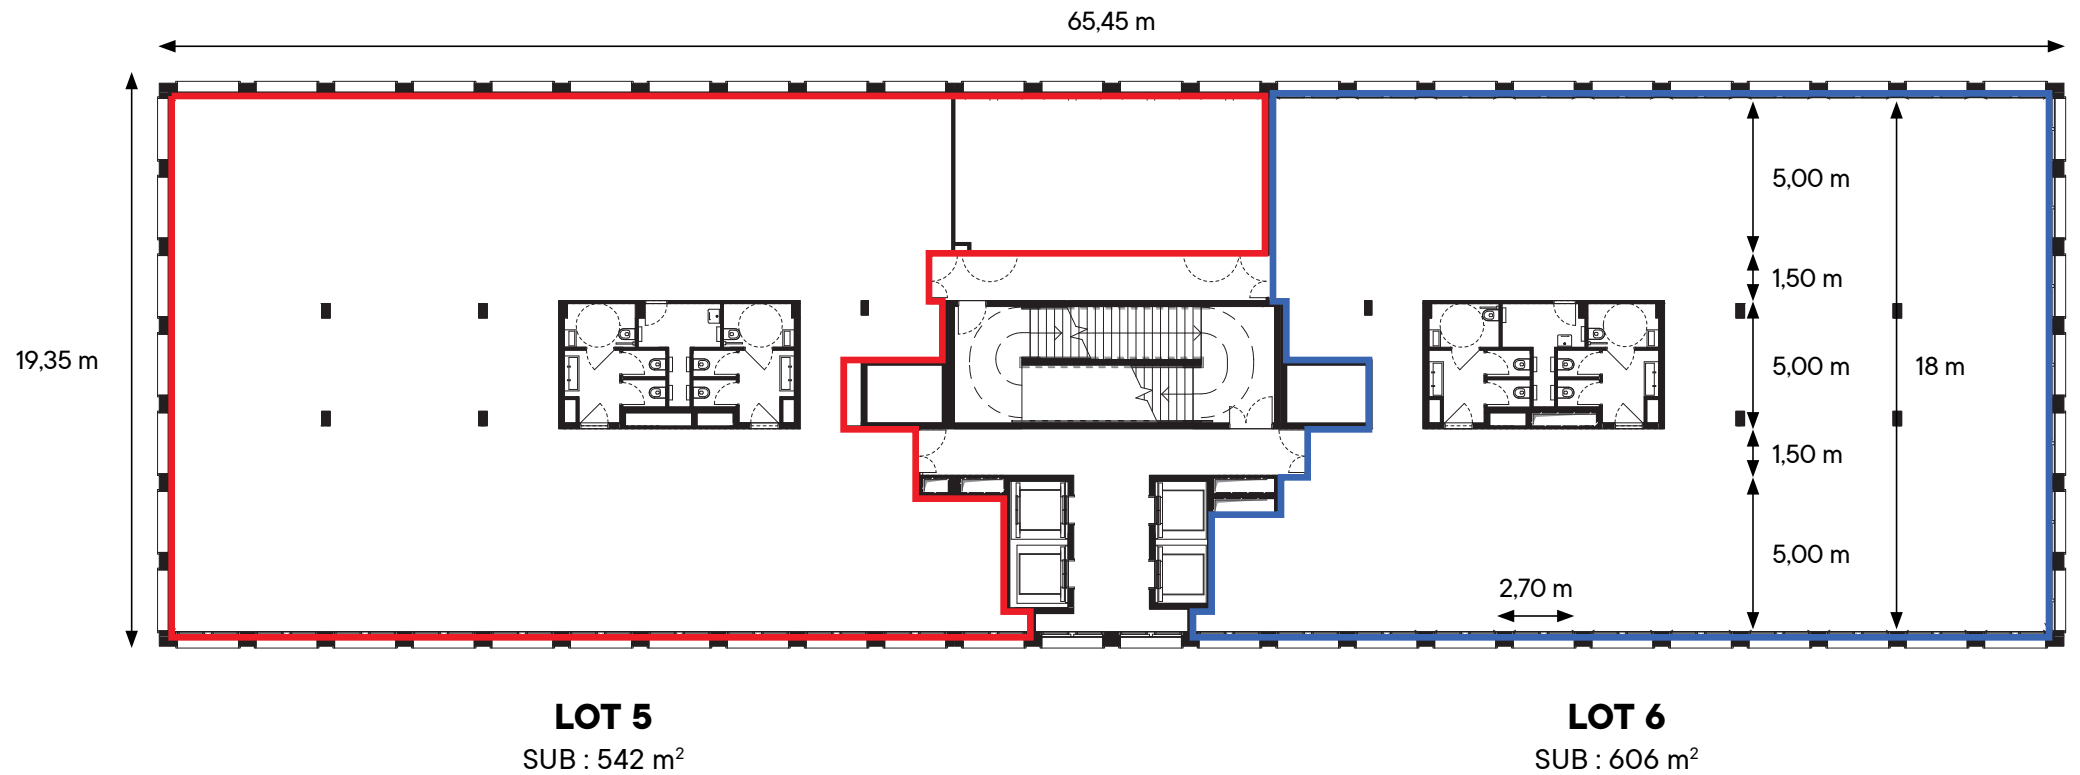 65,45 m
5,00 m
1,50 m
19,35 m
5,00 m
18 m
1,50 m
5,00 m
2,70 m
LOT 5
SUB : 542 m²
LOT 6
SUB : 606 m²